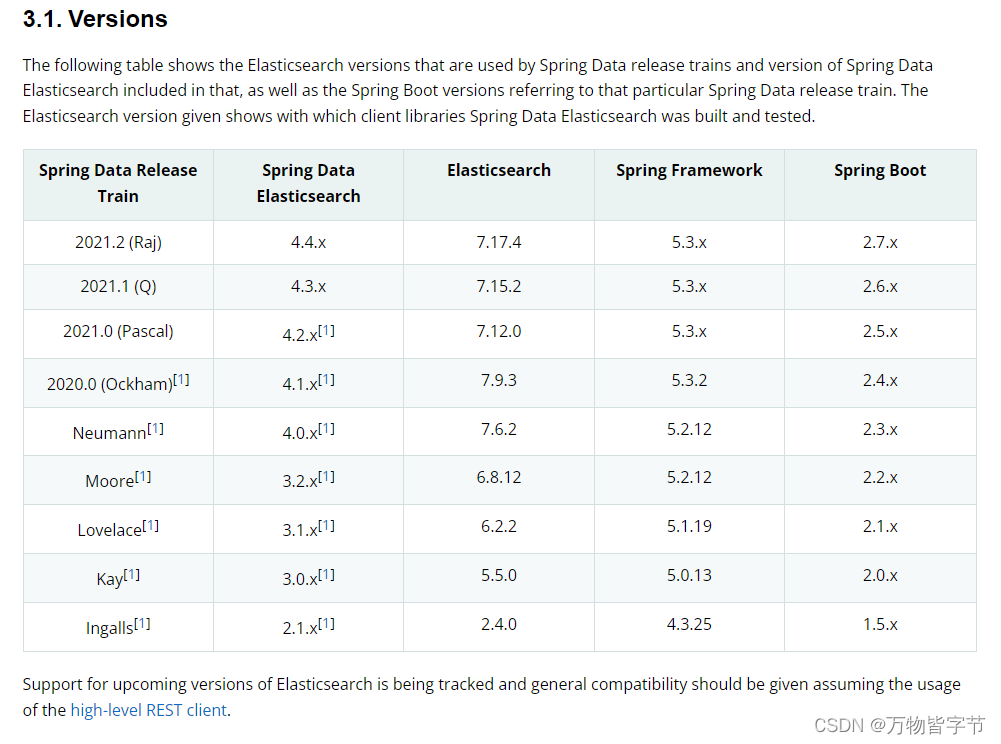 3.1. Versions
The following table shows the Elasticsearch versions that are used by Spring Data release trains and version of Spring Data
Elasticsearch included in that, as well as the Spring Boot versions referring to that particular Spring Data release train. The
Elasticsearch version given shows with which client libraries Spring Data Elasticsearch was built and tested.
Spring Data Release Train Spring Data Elasticsearch Elasticsearch Spring Framework Spring Boot
2021.2 (Raj) 4.4.x 7.17.4 5.3.x 2.7.x
2021.1 (Q) 4.3.x 7.15.2 5.3.x 2.6.x
2021.0 (Pascal) 4.2.x[1] 7.12.0 5.3.x 2.5.x
2020.0 (Ockham)[1] 4.1.x[1] 7.9.3 5.3.2 2.4.x
Neumann[1] 4.0.x[1] 7.6.2 5.2.12 2.3.x
Moore[1] 3.2.x[1] 6.8.12 5.2.12 2.2.x
Lovelace[1] 3.1.x[1] 6.2.2 5.1.19 2.1.x
Kay[1] 3.0.x[1] 5.5.0 5.0.13 2.0.x
Ingalls[1] 2.1.x[1] 2.4.0 4.3.25 1.5.x
Support for upcoming versions of Elasticsearch is being tracked and general compatibility should be given assuming the usage
of the high-level REST client.
CSDN @万物皆字节